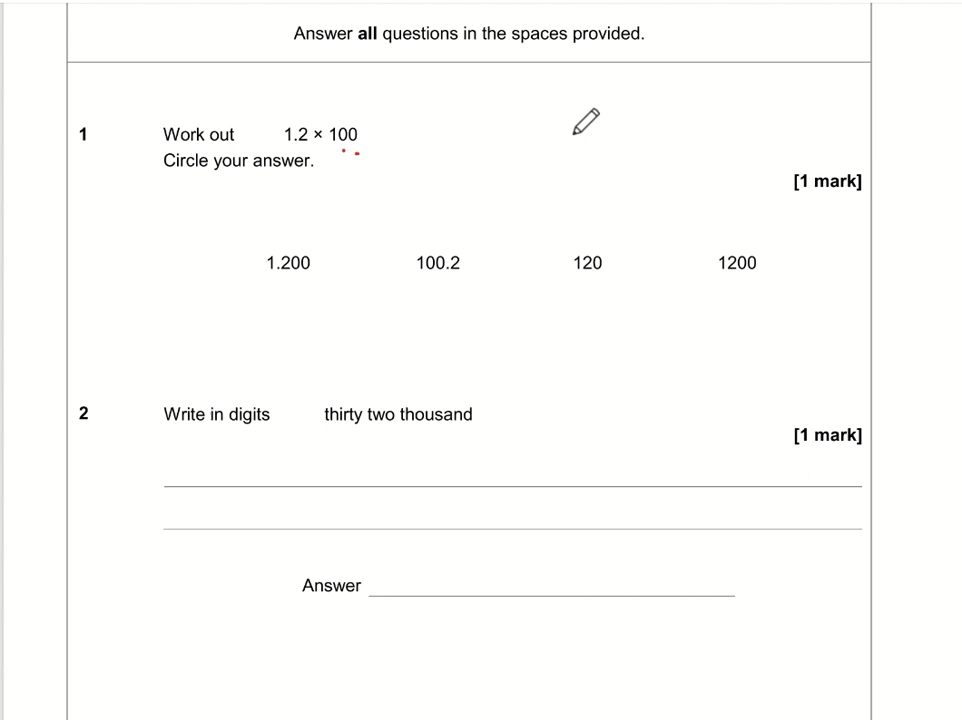 Answer all questions in the spaces provided.
1 Work out 1.2 × 100
Circle your answer.
[1 mark]
1.200 100.2 120 1200
2 Write in digits thirty two thousand
[1 mark]
Answer